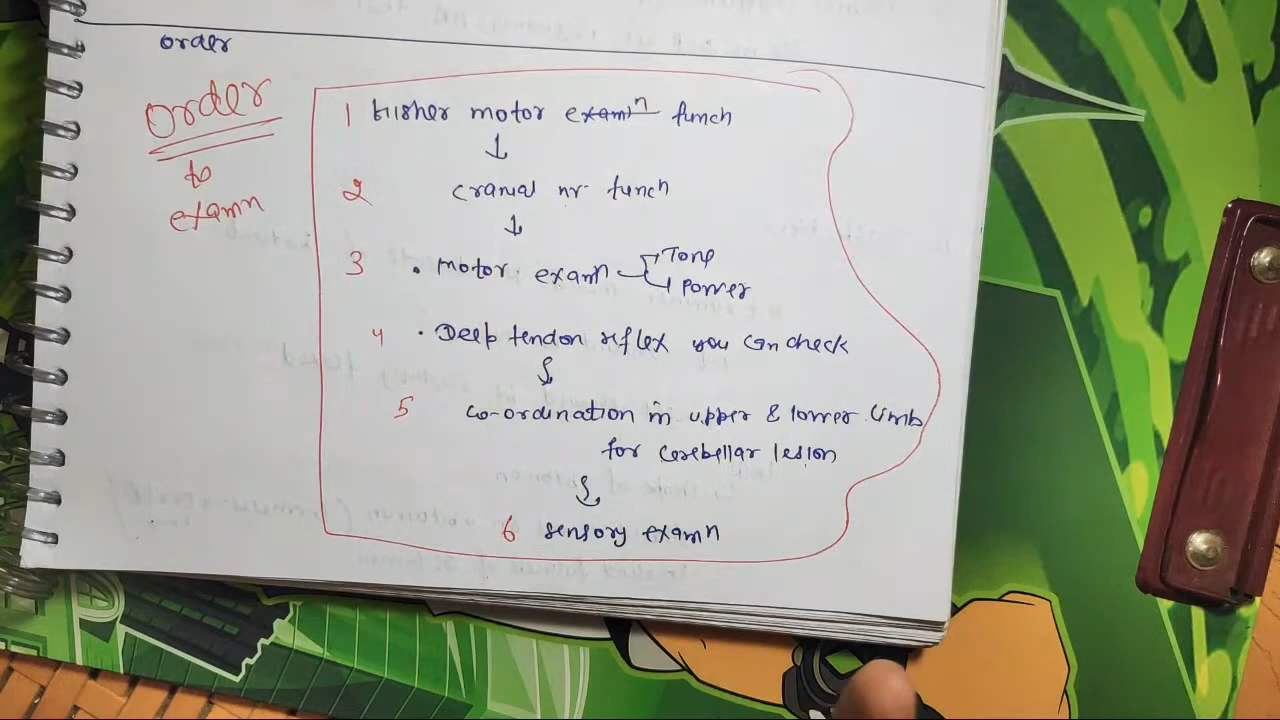 order
Order
to
examn
1 Higher motor examn funcn
↓
2 cranial nr. funcn
↓
3 • motor examn Tone
Power
4 • Deep tendon reflex you can check
↓
5 co-ordination in upper & lower limb
for cerebellar lesion
↓
6 sensory examn